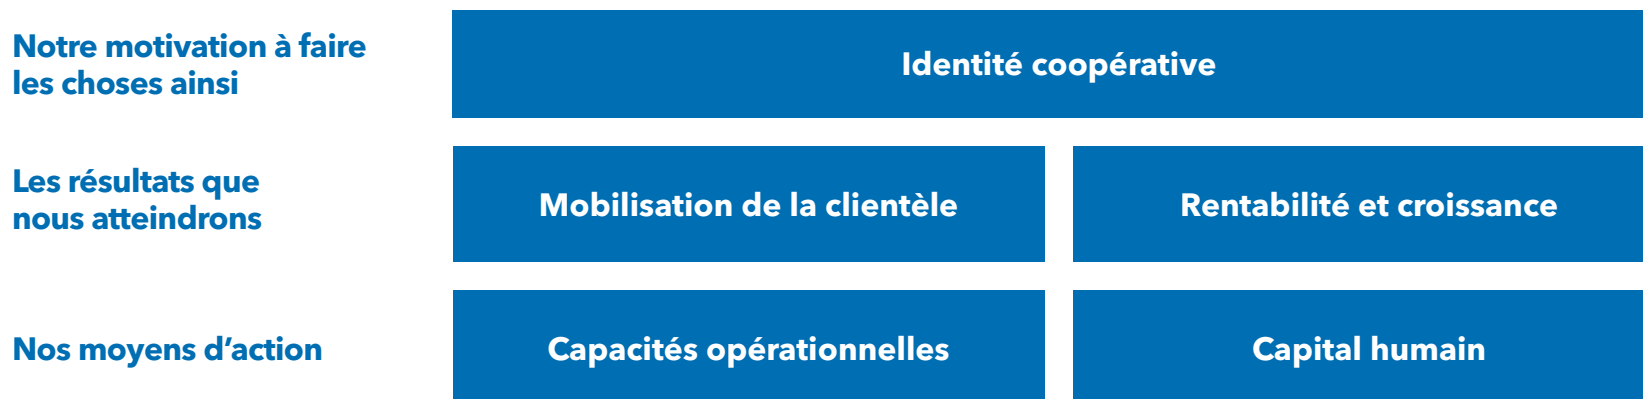 Notre motivation à faire
les choses ainsi
Identité coopérative
Les résultats que
nous atteindrons
Mobilisation de la clientèle
Rentabilité et croissance
Nos moyens d’action
Capacités opérationnelles
Capital humain